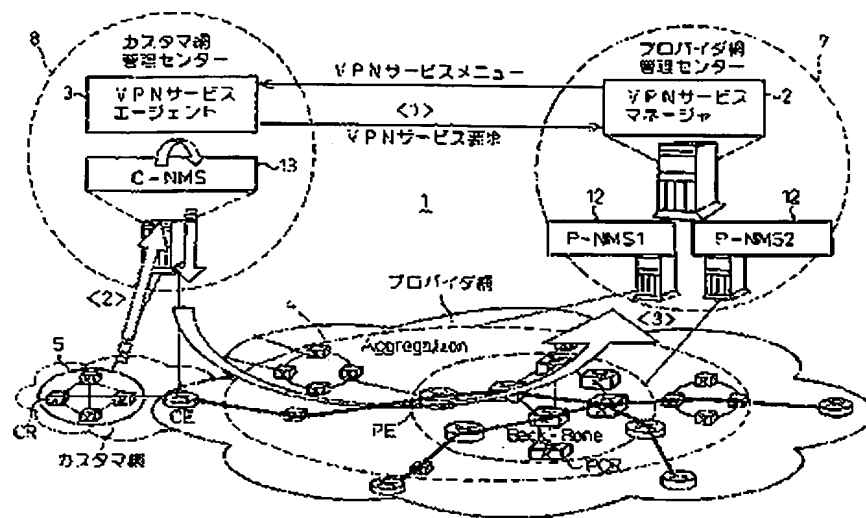 8
カスタマ網
管理センター
3
VPNサービス
エージェント
C-NMS
13
VPNサービスメニュー
<1>
VPNサービス要求
1
プロバイダ網
管理センター
7
VPNサービス
マネージャ
2
12
12
P-NMS1
P-NMS2
<2>
<3>
プロバイダ網
4
Aggregation
5
CR
CE
カスタマ網
PE
Back-Bone
PCR